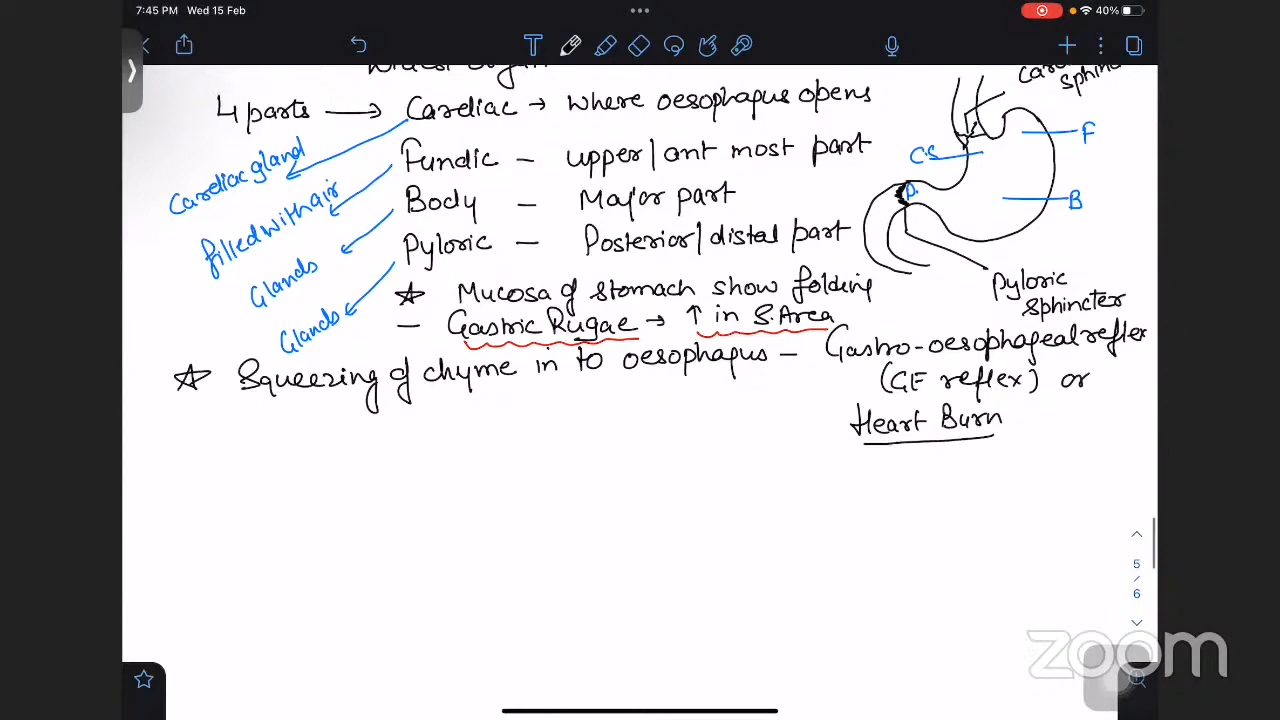 7:45 PM Wed 15 Feb
40%
widest organ
4 parts → Cardiac → where oesophagus opens
Fundic - upper/ant most part
Body - Major part
Pyloric - Posterior/distal part
Cardiac gland
filled with air
Glands
Glands
☆ Mucosa of stomach show folding
- Gastric Rugae → ↑ in S.Area
☆ Squeezing of chyme in to oesophagus - Gastro-oesophageal reflex
(GE reflex) or
Heart Burn
sphinc
C.S
F
B
P.
Pyloric
Sphincter
5
/
6
zoom